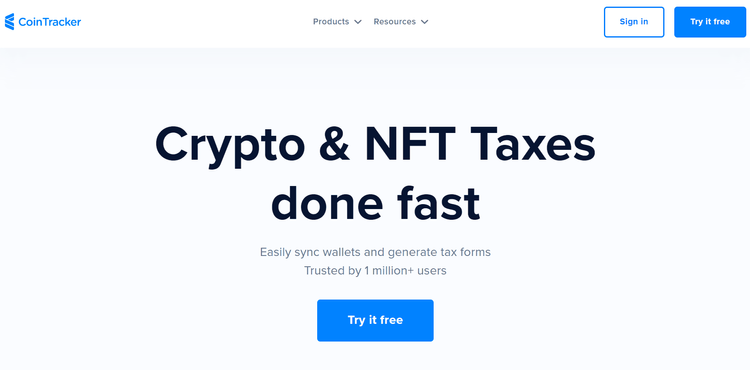 CoinTracker
Products
Resources
Sign in
Try it free
Crypto & NFT Taxes
done fast
Easily sync wallets and generate tax forms
Trusted by 1 million+ users
Try it free